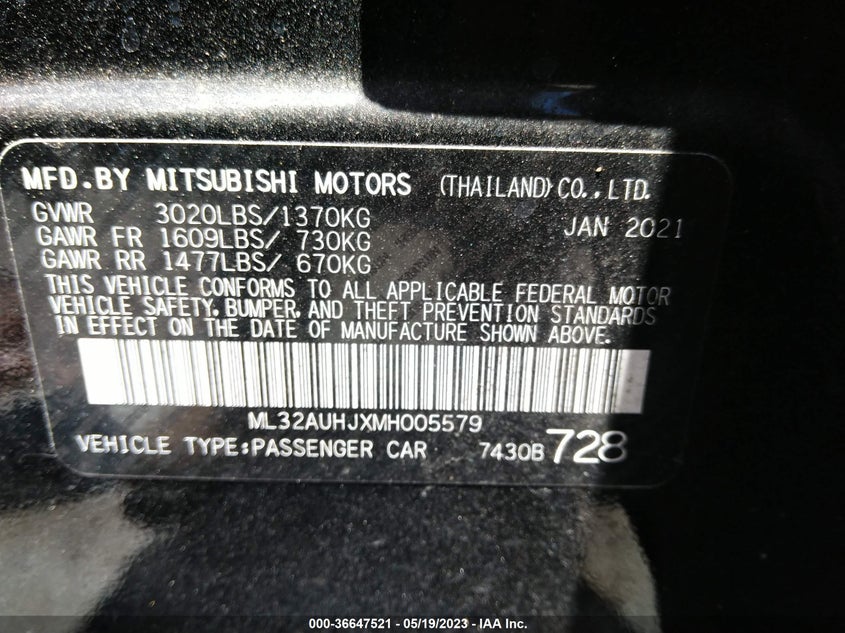 MFD.BY MITSUBISHI MOTORS (THAILAND) CO., LTD.
GVWR 3020LBS/1370KG JAN 2021
GAWR FR 1609LBS/ 730KG
GAWR RR 1477LBS/ 670KG
THIS VEHICLE CONFORMS TO ALL APPLICABLE FEDERAL MOTOR
VEHICLE SAFETY, BUMPER, AND THEFT PREVENTION STANDARDS
IN EFFECT ON THE DATE OF MANUFACTURE SHOWN ABOVE.
ML32AUHJXMH005579
VEHICLE TYPE:PASSENGER CAR 7430B 728
000-36647521 - 05/19/2023 - IAA Inc.